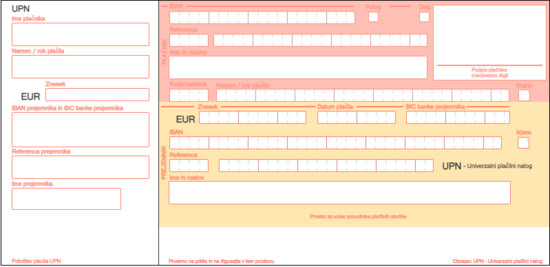 UPN
Ime plačnika
Namen / rok plačila
Znesek
EUR
IBAN prejemnika in BIC banke prejemnika
Referenca prejemnika
Ime prejemnika
Potrdilo plačila UPN
PLAČNIK
IBAN
Polog
Dvig
Referenca
Ime in naslov
Podpis plačnika
(neobvezno žig)
Koda namena
Namen / rok plačila
Nujno
PREJEMNIK
Znesek
Datum plačila
BIC banke prejemnika
EUR
IBAN
Izjava
Referenca
UPN - Univerzalni plačilni nalog
Ime in naslov
Prostor za vpise ponudnika plačilnih storitev
Prosimo ne pišite in ne žigosajte v tem prostoru
Obrazec UPN - Univerzalni plačilni nalog